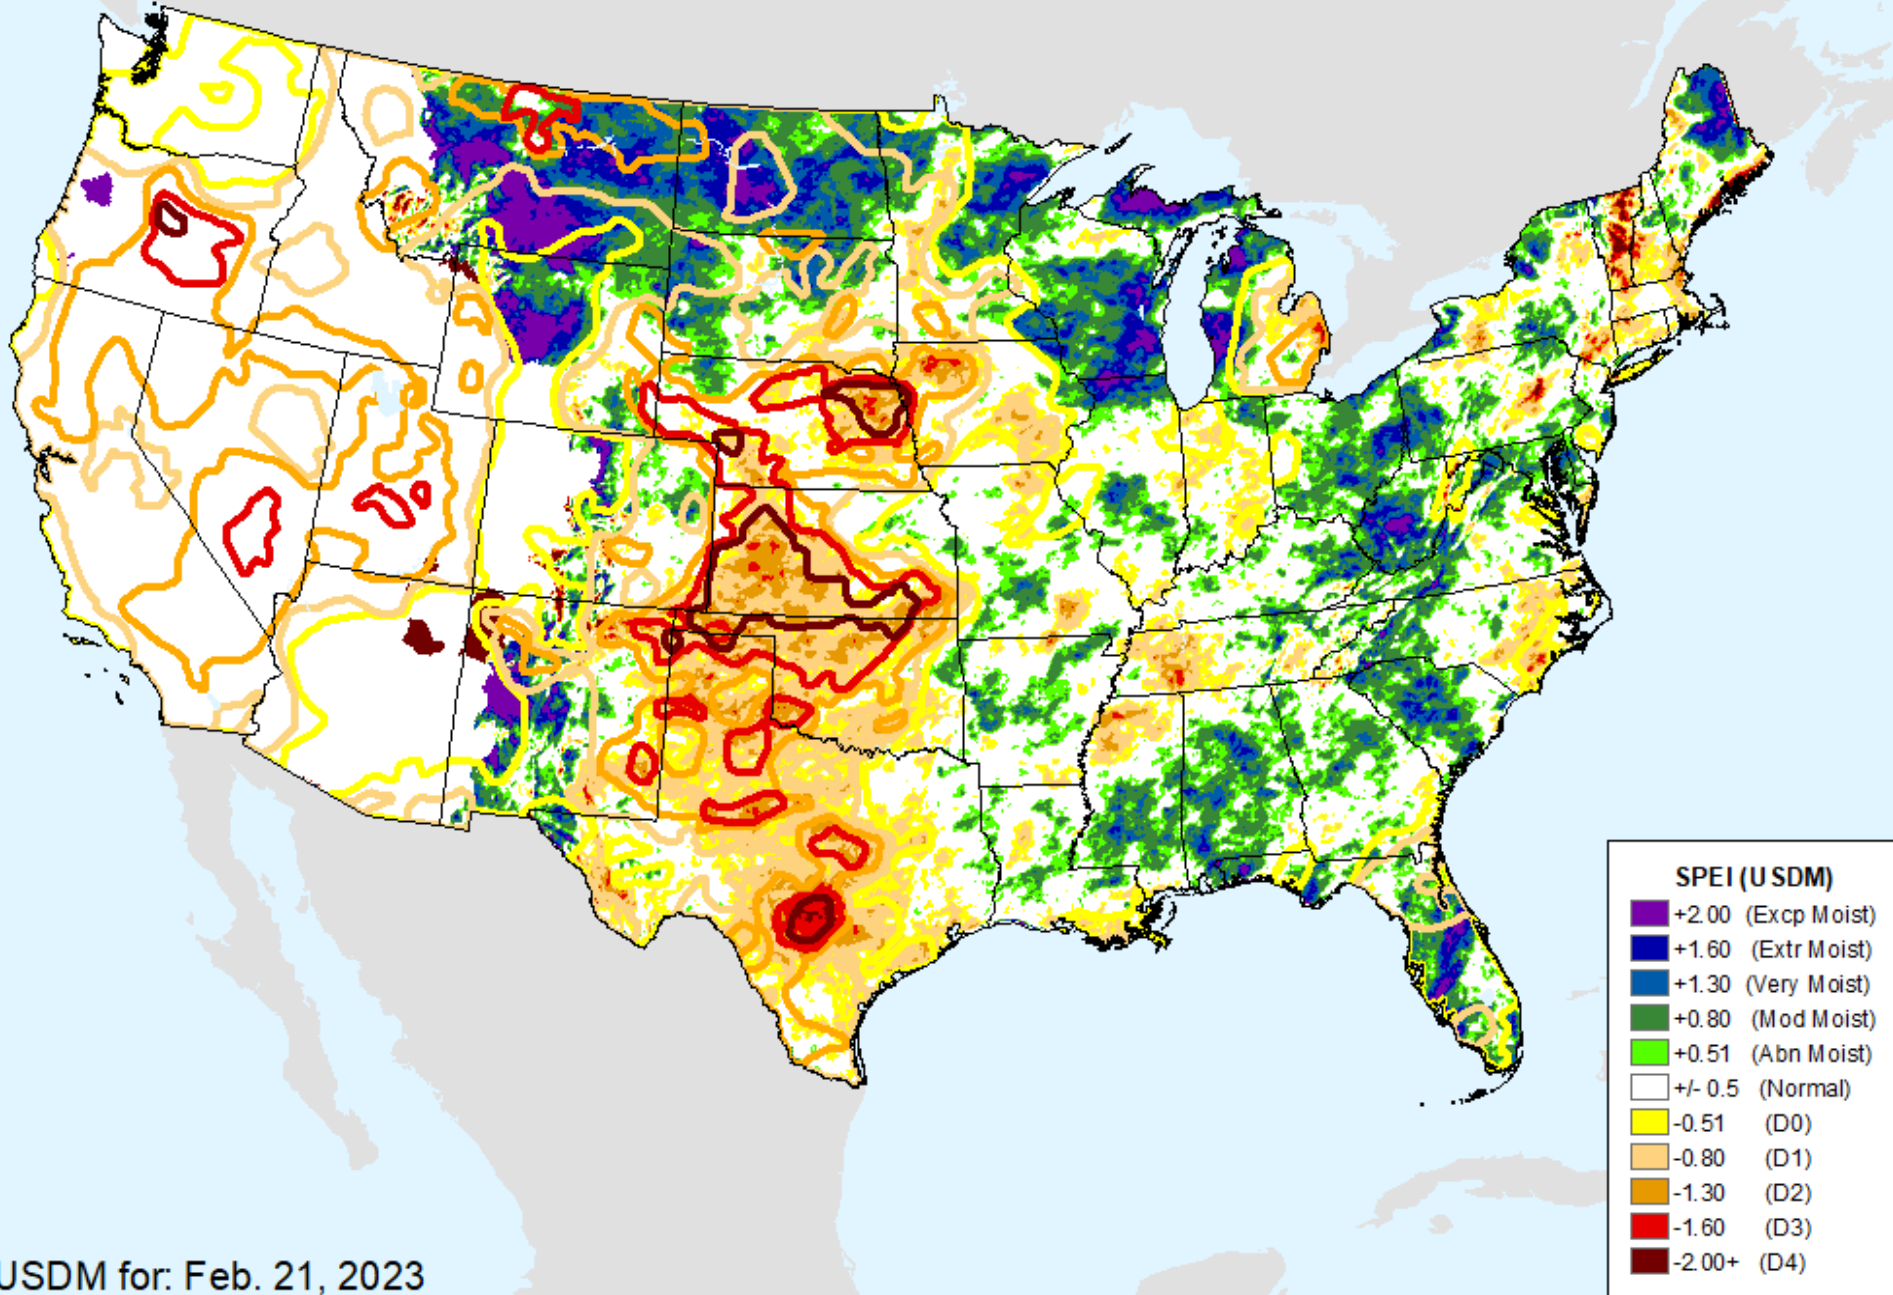 SPEI (USDM)
+2.00 (Excp Moist)
+1.60 (Extr Moist)
+1.30 (Very Moist)
+0.80 (Mod Moist)
+0.51 (Abn Moist)
+/- 0.5 (Normal)
-0.51 (D0)
-0.80 (D1)
-1.30 (D2)
-1.60 (D3)
-2.00+ (D4)
USDM for: Feb. 21, 2023